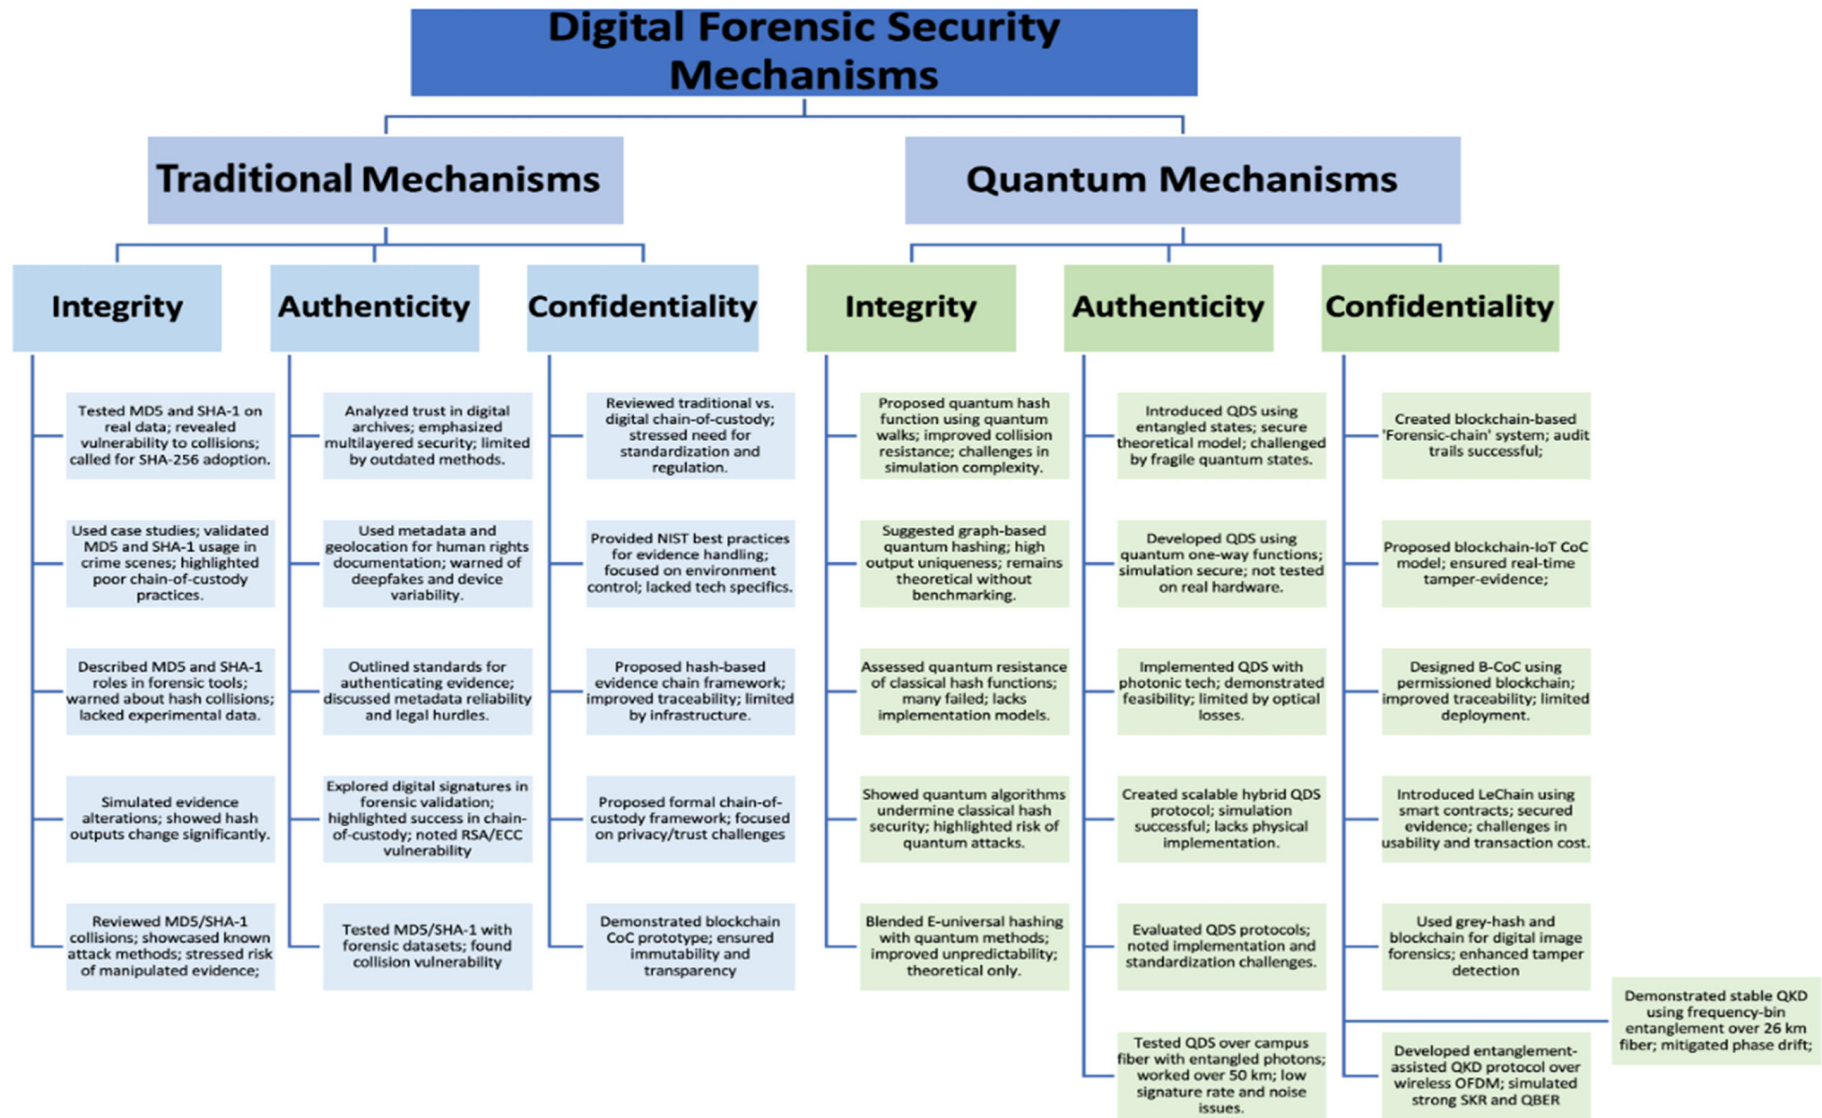 Digital Forensic Security
Mechanisms
Traditional Mechanisms
Quantum Mechanisms
Integrity
Authenticity
Confidentiality
Integrity
Authenticity
Confidentiality
Tested MD5 and SHA-1 on
real data; revealed
vulnerability to collisions;
called for SHA-256 adoption.
Used case studies; validated
MD5 and SHA-1 usage in
crime scenes; highlighted
poor chain-of-custody
practices.
Described MD5 and SHA-1
roles in forensic tools;
warned about hash collisions;
lacked experimental data.
Simulated evidence
alterations; showed hash
outputs change significantly.
Reviewed MD5/SHA-1
collisions; showcased known
attack methods; stressed risk
of manipulated evidence;
Analyzed trust in digital
archives; emphasized
multilayered security; limited
by outdated methods.
Used metadata and
geolocation for human rights
documentation; warned of
deepfakes and device
variability.
Outlined standards for
authenticating evidence;
discussed metadata reliability
and legal hurdles.
Explored digital signatures in
forensic validation;
highlighted success in chain-
of-custody; noted RSA/ECC
vulnerability
Tested MD5/SHA-1 with
forensic datasets; found
collision vulnerability
Reviewed traditional vs.
digital chain-of-custody;
stressed need for
standardization and
regulation.
Provided NIST best practices
for evidence handling;
focused on environment
control; lacked tech specifics.
Proposed hash-based
evidence chain framework;
improved traceability; limited
by infrastructure.
Proposed formal chain-of-
custody framework; focused
on privacy/trust challenges
Demonstrated blockchain
CoC prototype; ensured
immutability and
transparency
Proposed quantum hash
function using quantum
walks; improved collision
resistance; challenges in
simulation complexity.
Suggested graph-based
quantum hashing; high
output uniqueness; remains
theoretical without
benchmarking.
Assessed quantum resistance
of classical hash functions;
many failed; lacks
implementation models.
Showed quantum algorithms
undermine classical hash
security; highlighted risk of
quantum attacks.
Blended E-universal hashing
with quantum methods;
improved unpredictability;
theoretical only.
Introduced QDS using
entangled states; secure
theoretical model; challenged
by fragile quantum states.
Developed QDS using
quantum one-way functions;
simulation secure; not tested
on real hardware.
Implemented QDS with
photonic tech; demonstrated
feasibility; limited by optical
losses.
Created scalable hybrid QDS
protocol; simulation
successful; lacks physical
implementation.
Evaluated QDS protocols;
noted implementation and
standardization challenges.
Tested QDS over campus
fiber with entangled photons;
worked over 50 km; low
signature rate and noise
issues.
Created blockchain-based
'Forensic-chain' system; audit
trails successful;
Proposed blockchain-IoT CoC
model; ensured real-time
tamper-evidence;
Designed B-CoC using
permissioned blockchain;
improved traceability; limited
deployment.
Introduced LeChain using
smart contracts; secured
evidence; challenges in
usability and transaction cost.
Used grey-hash and
blockchain for digital image
forensics; enhanced tamper
detection
Demonstrated stable QKD
using frequency-bin
entanglement over 26 km
fiber; mitigated phase drift;
Developed entanglement-
assisted QKD protocol over
wireless OFDM; simulated
strong SKR and QBER